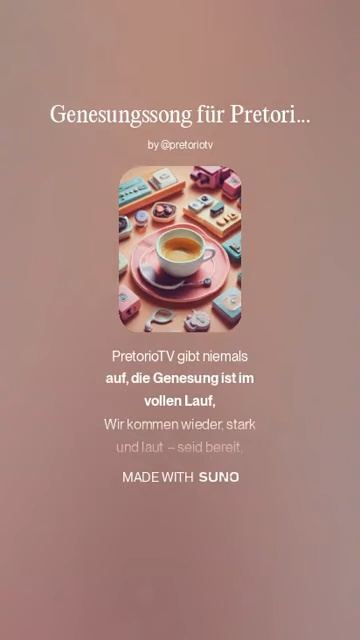 Genesungssong für Pretori...
by @pretoriotv
PretorioTV gibt niemals
auf, die Genesung ist im
vollen Lauf,
Wir kommen wieder, stark
und laut – seid bereit,
MADE WITH SUNO